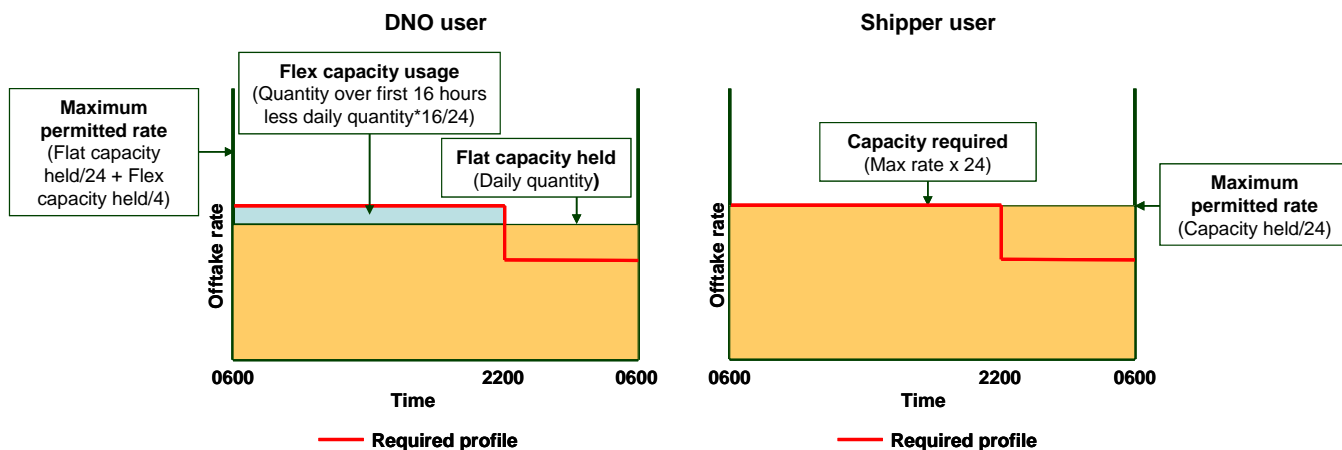 DNO user
Maximum
permitted rate
(Flat capacity
held/24 + Flex
capacity held/4)
Flex capacity usage
(Quantity over first 16 hours
less daily quantity*16/24)
Flat capacity held
(Daily quantity)
Offtake rate
0600
2200
0600
Time
Required profile
Shipper user
Capacity required
(Max rate x 24)
Maximum
permitted rate
(Capacity held/24)
Offtake rate
0600
2200
0600
Time
Required profile